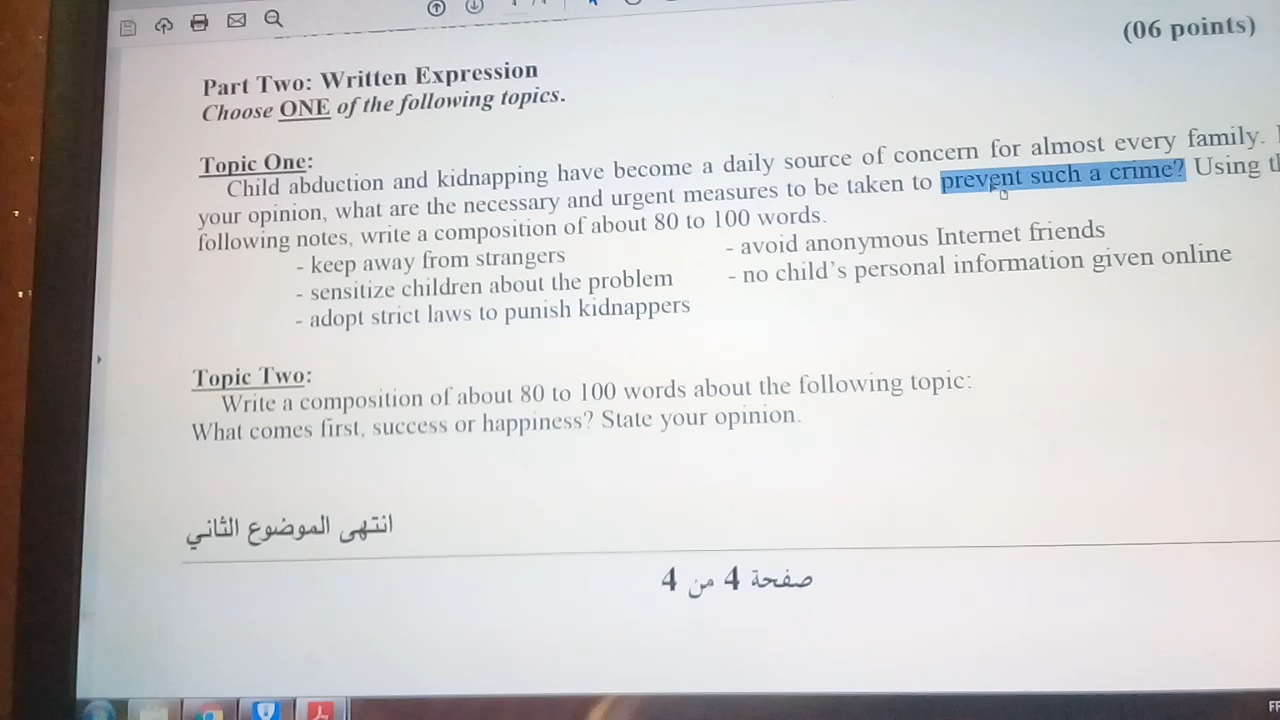 (06 points)
Part Two: Written Expression
Choose ONE of the following topics.
Topic One:
Child abduction and kidnapping have become a daily source of concern for almost every family.
your opinion, what are the necessary and urgent measures to be taken to prevent such a crime? Using
following notes, write a composition of about 80 to 100 words.
- keep away from strangers
- avoid anonymous Internet friends
- sensitize children about the problem
- no child's personal information given online
- adopt strict laws to punish kidnappers
Topic Two:
Write a composition of about 80 to 100 words about the following topic:
What comes first, success or happiness? State your opinion.
انتهى الموضوع الثاني
صفحة 4 من 4
FR